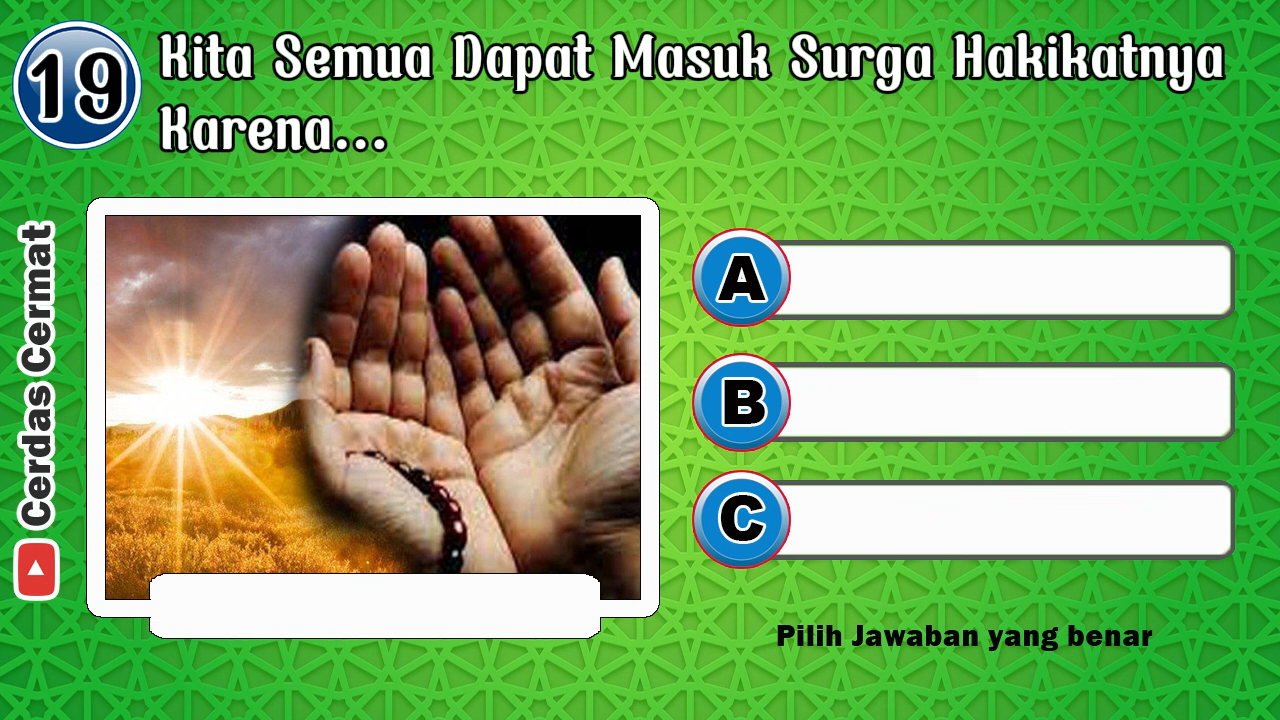 19
Kita Semua Dapat Masuk Surga Hakikatnya
Karena...
Cerdas Cermat
A
B
C
Pilih Jawaban yang benar